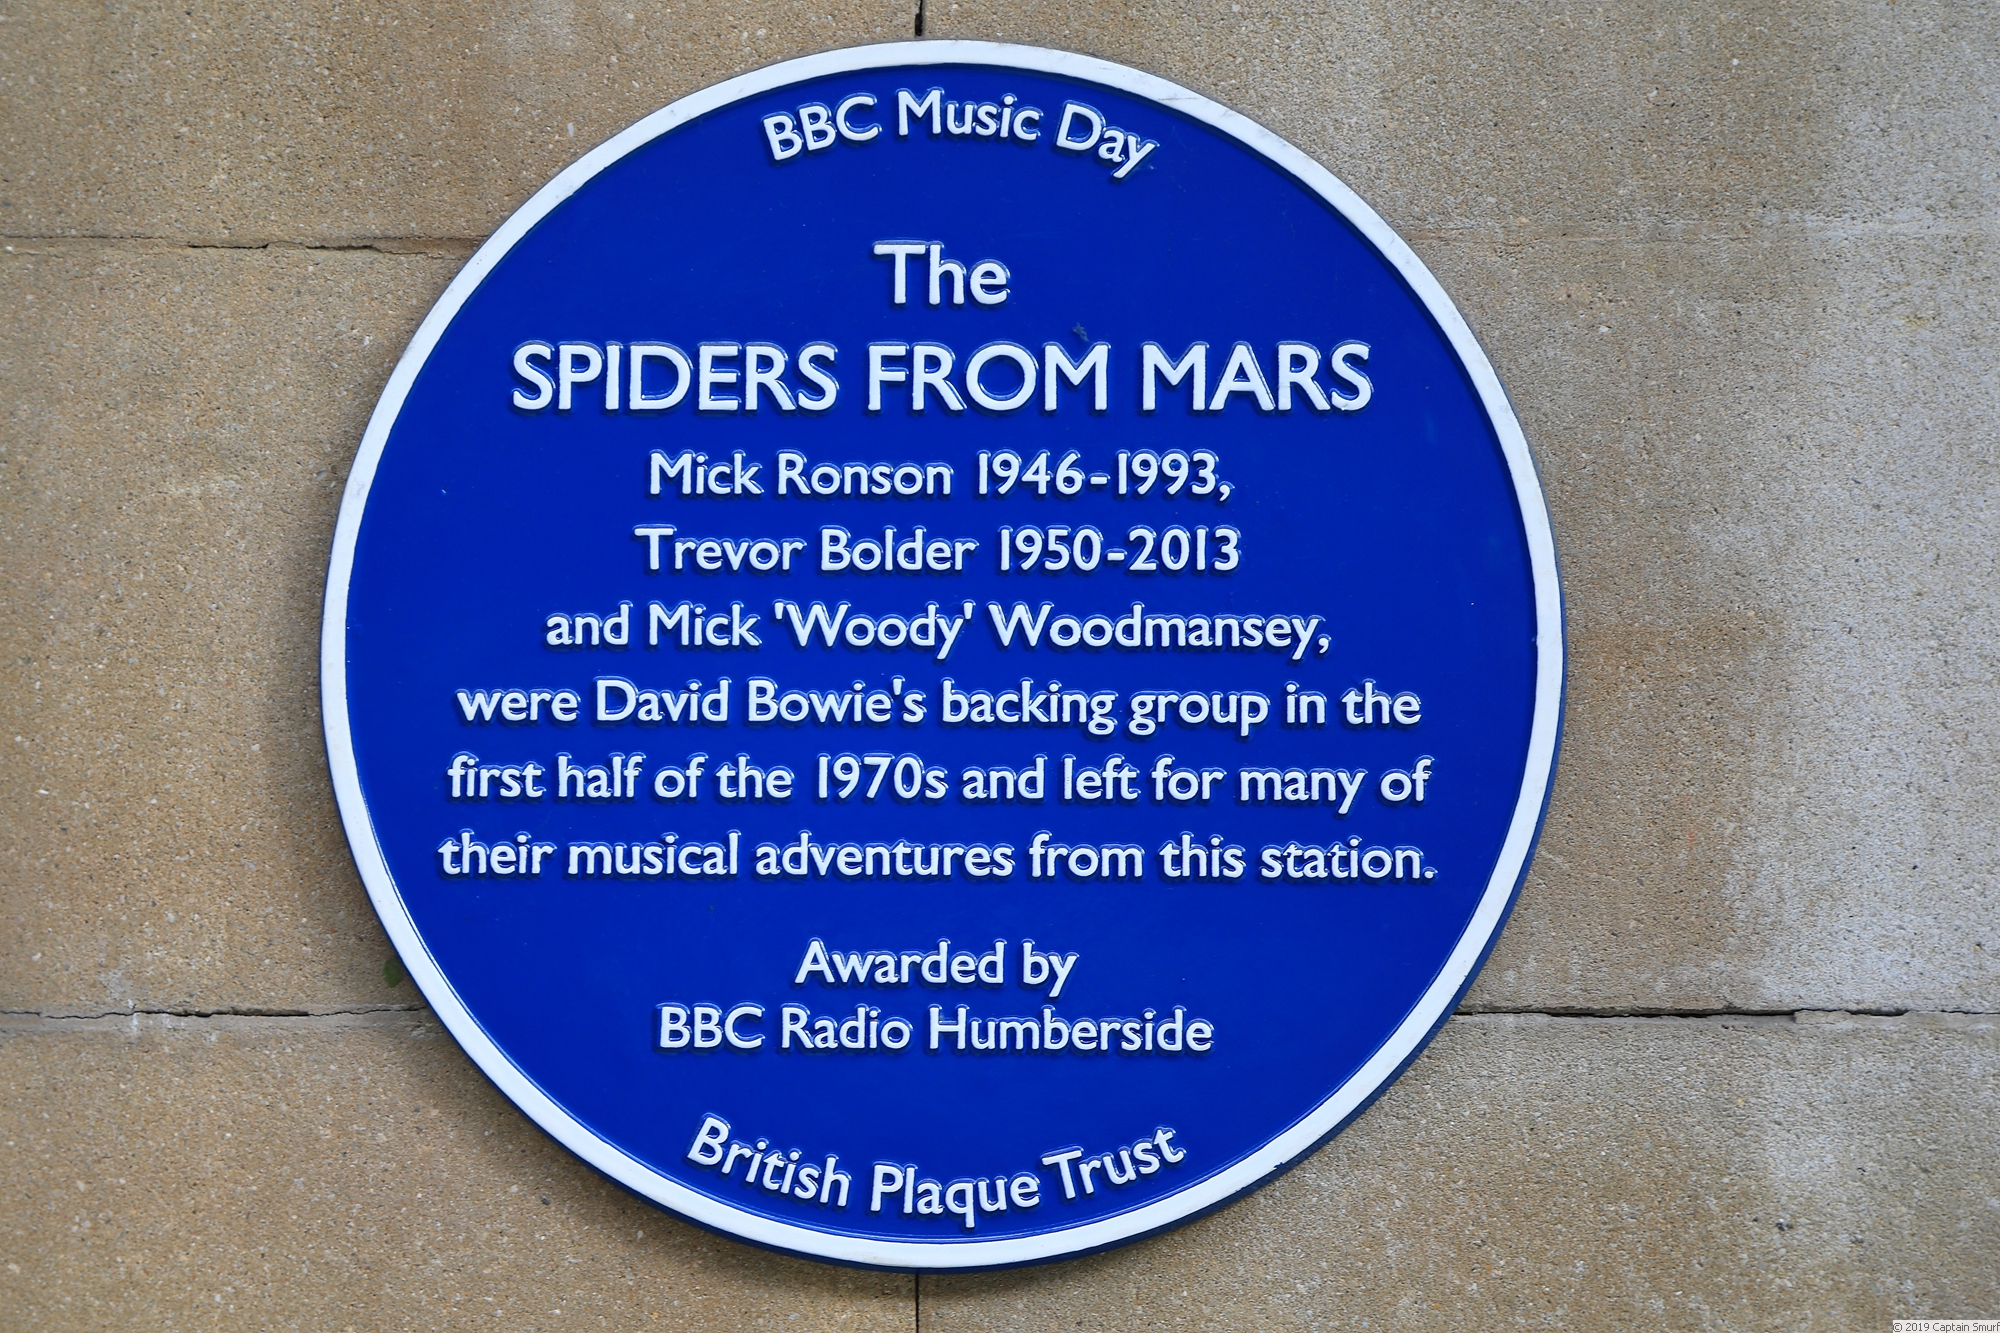 BBC Music Day
The
SPIDERS FROM MARS
Mick Ronson 1946-1993,
Trevor Bolder 1950-2013
and Mick 'Woody' Woodmansey,
were David Bowie's backing group in the
first half of the 1970s and left for many of
their musical adventures from this station.
Awarded by
BBC Radio Humberside
British Plaque Trust
© 2019 Captain Smurf